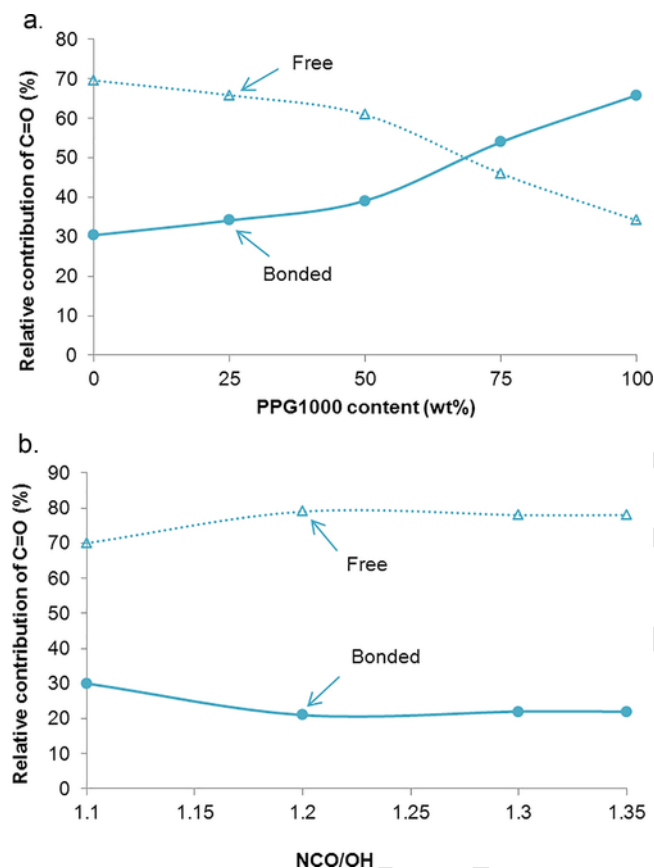 a.
Relative contribution of C=O (%)
80
70
60
50
40
30
20
10
0
Free
Bonded
0 25 50 75 100
PPG1000 content (wt%)
b.
Relative contribution of C=O (%)
90
80
70
60
50
40
30
20
10
0
Free
Bonded
1.1 1.15 1.2 1.25 1.3 1.35
NCO/OH